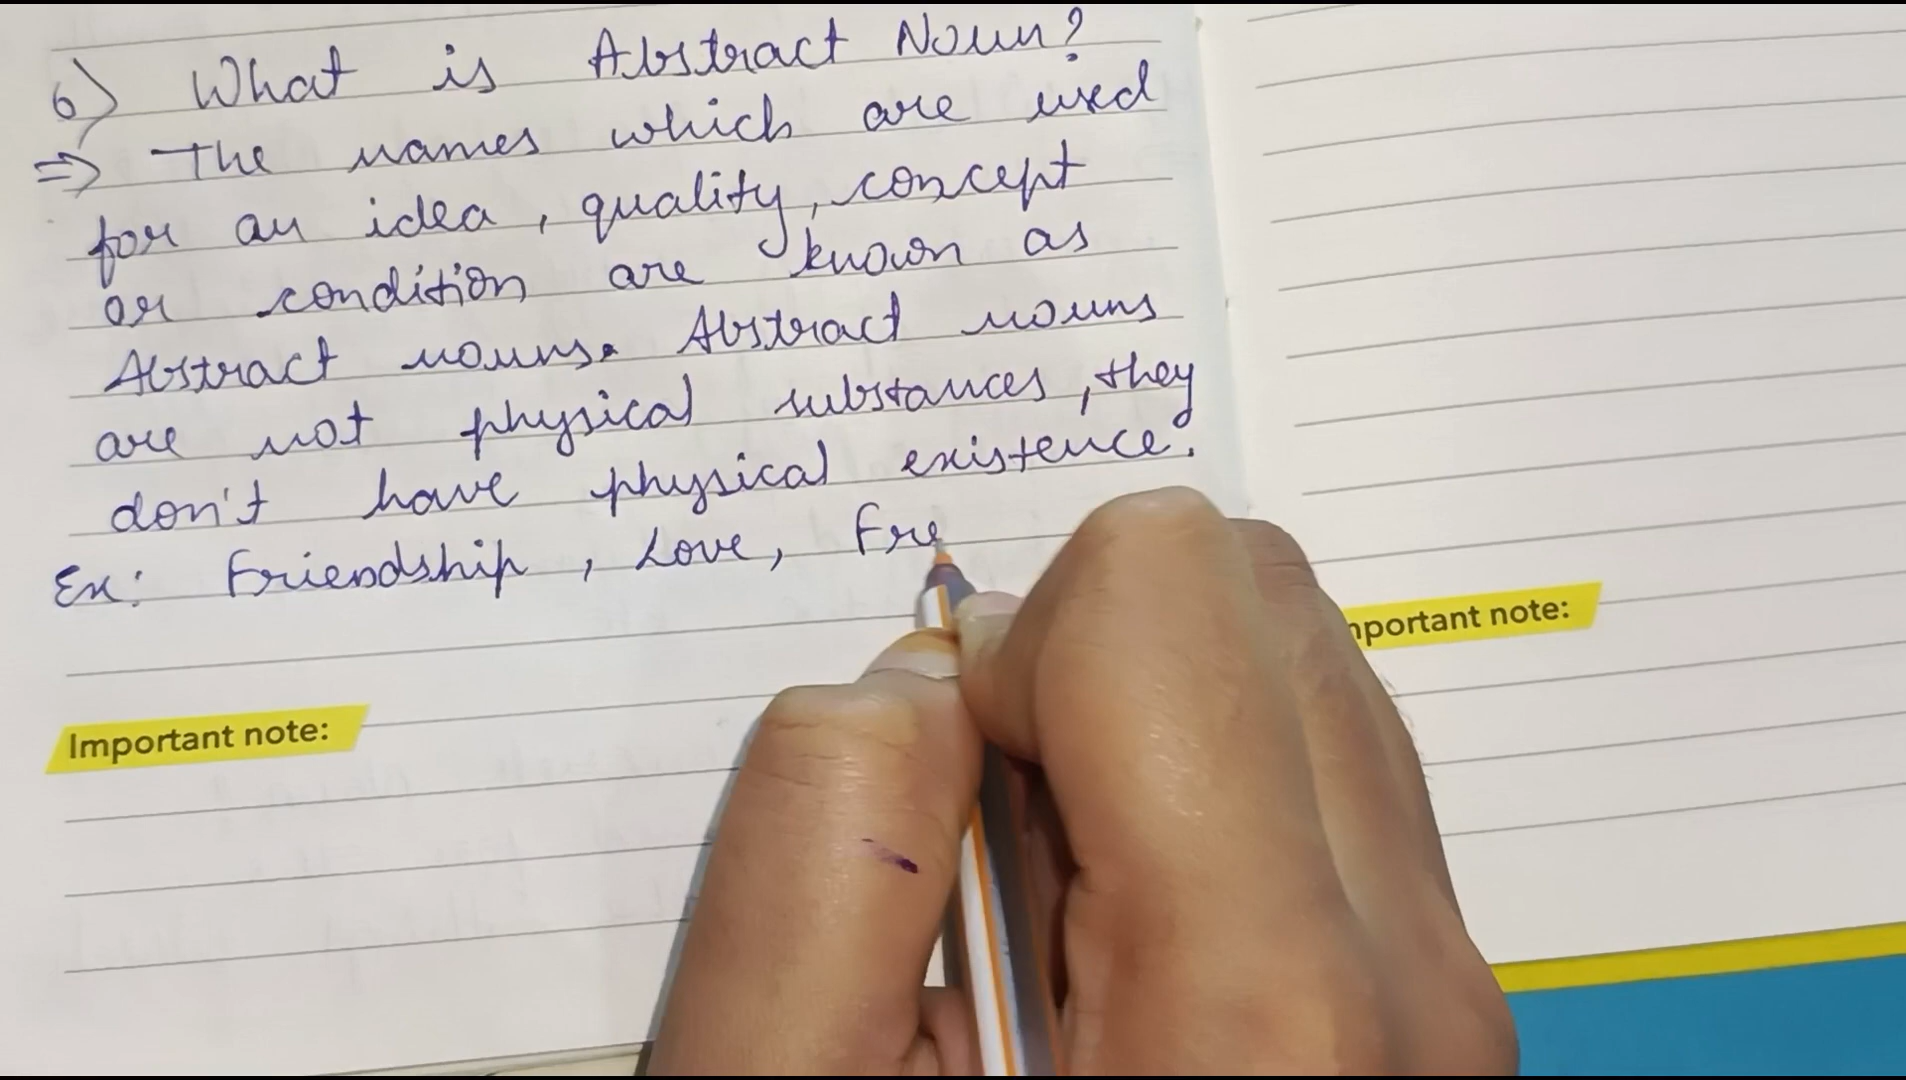 6) What is Abstract Noun?
⇒ The names which are used
for an idea, quality, concept
or condition are known as
Abstract nouns. Abstract nouns
are not physical substances, they
don't have physical existence.
Ex: Friendship, Love, Fre
Important note:
mportant note: